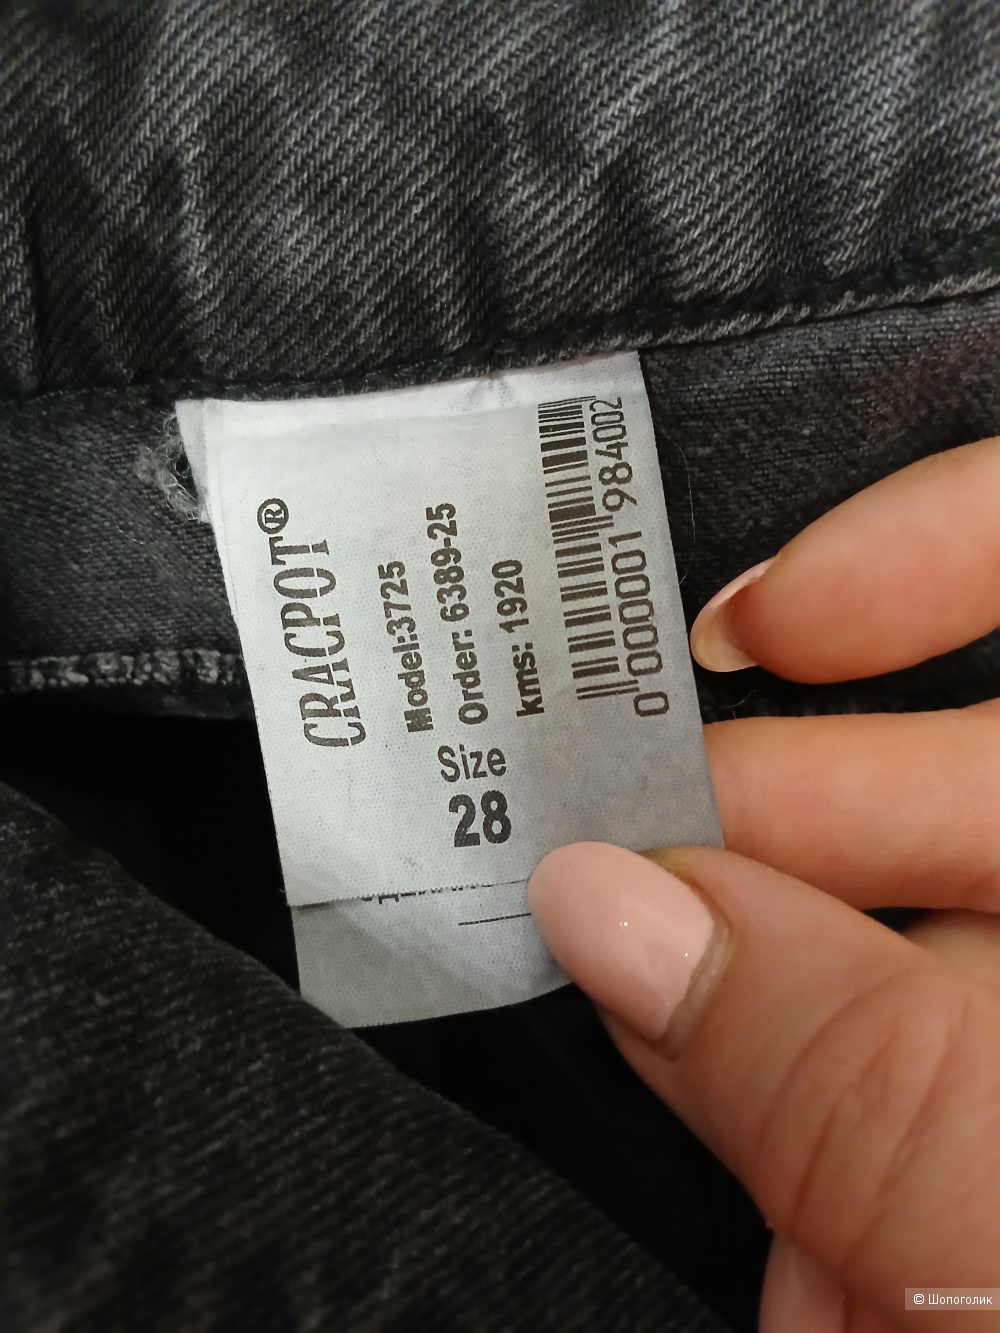 CRACPOT®
Model:3725
Order: 6389-25
kms: 1920
Size
28
0 000001 984002
© Шопоголик